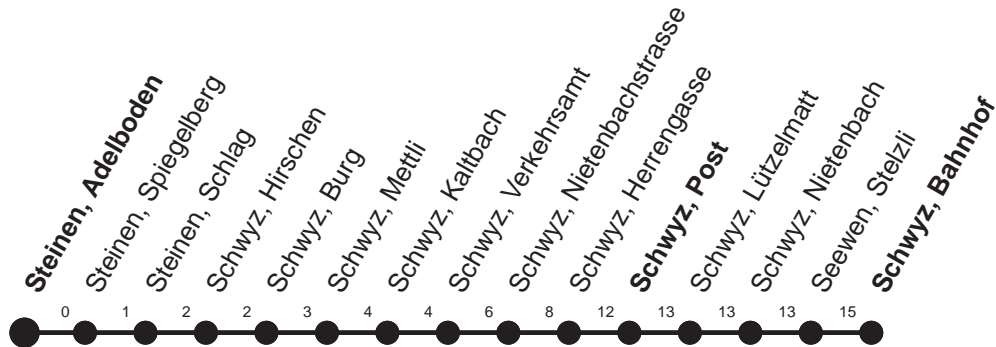 Steinen, Adelboden
Steinen, Spiegelberg
Steinen, Schlag
Schwyz, Hirschen
Schwyz, Burg
Schwyz, Mettli
Schwyz, Kaltbach
Schwyz, Verkehrsamt
Schwyz, Nietenbachstrasse
Schwyz, Herrengasse
Schwyz, Post
Schwyz, Lützelmatt
Schwyz, Nietenbach
Seewen, Stelzli
Schwyz, Bahnhof
0 1 2 2 3 4 4 6 8 12 13 13 13 15